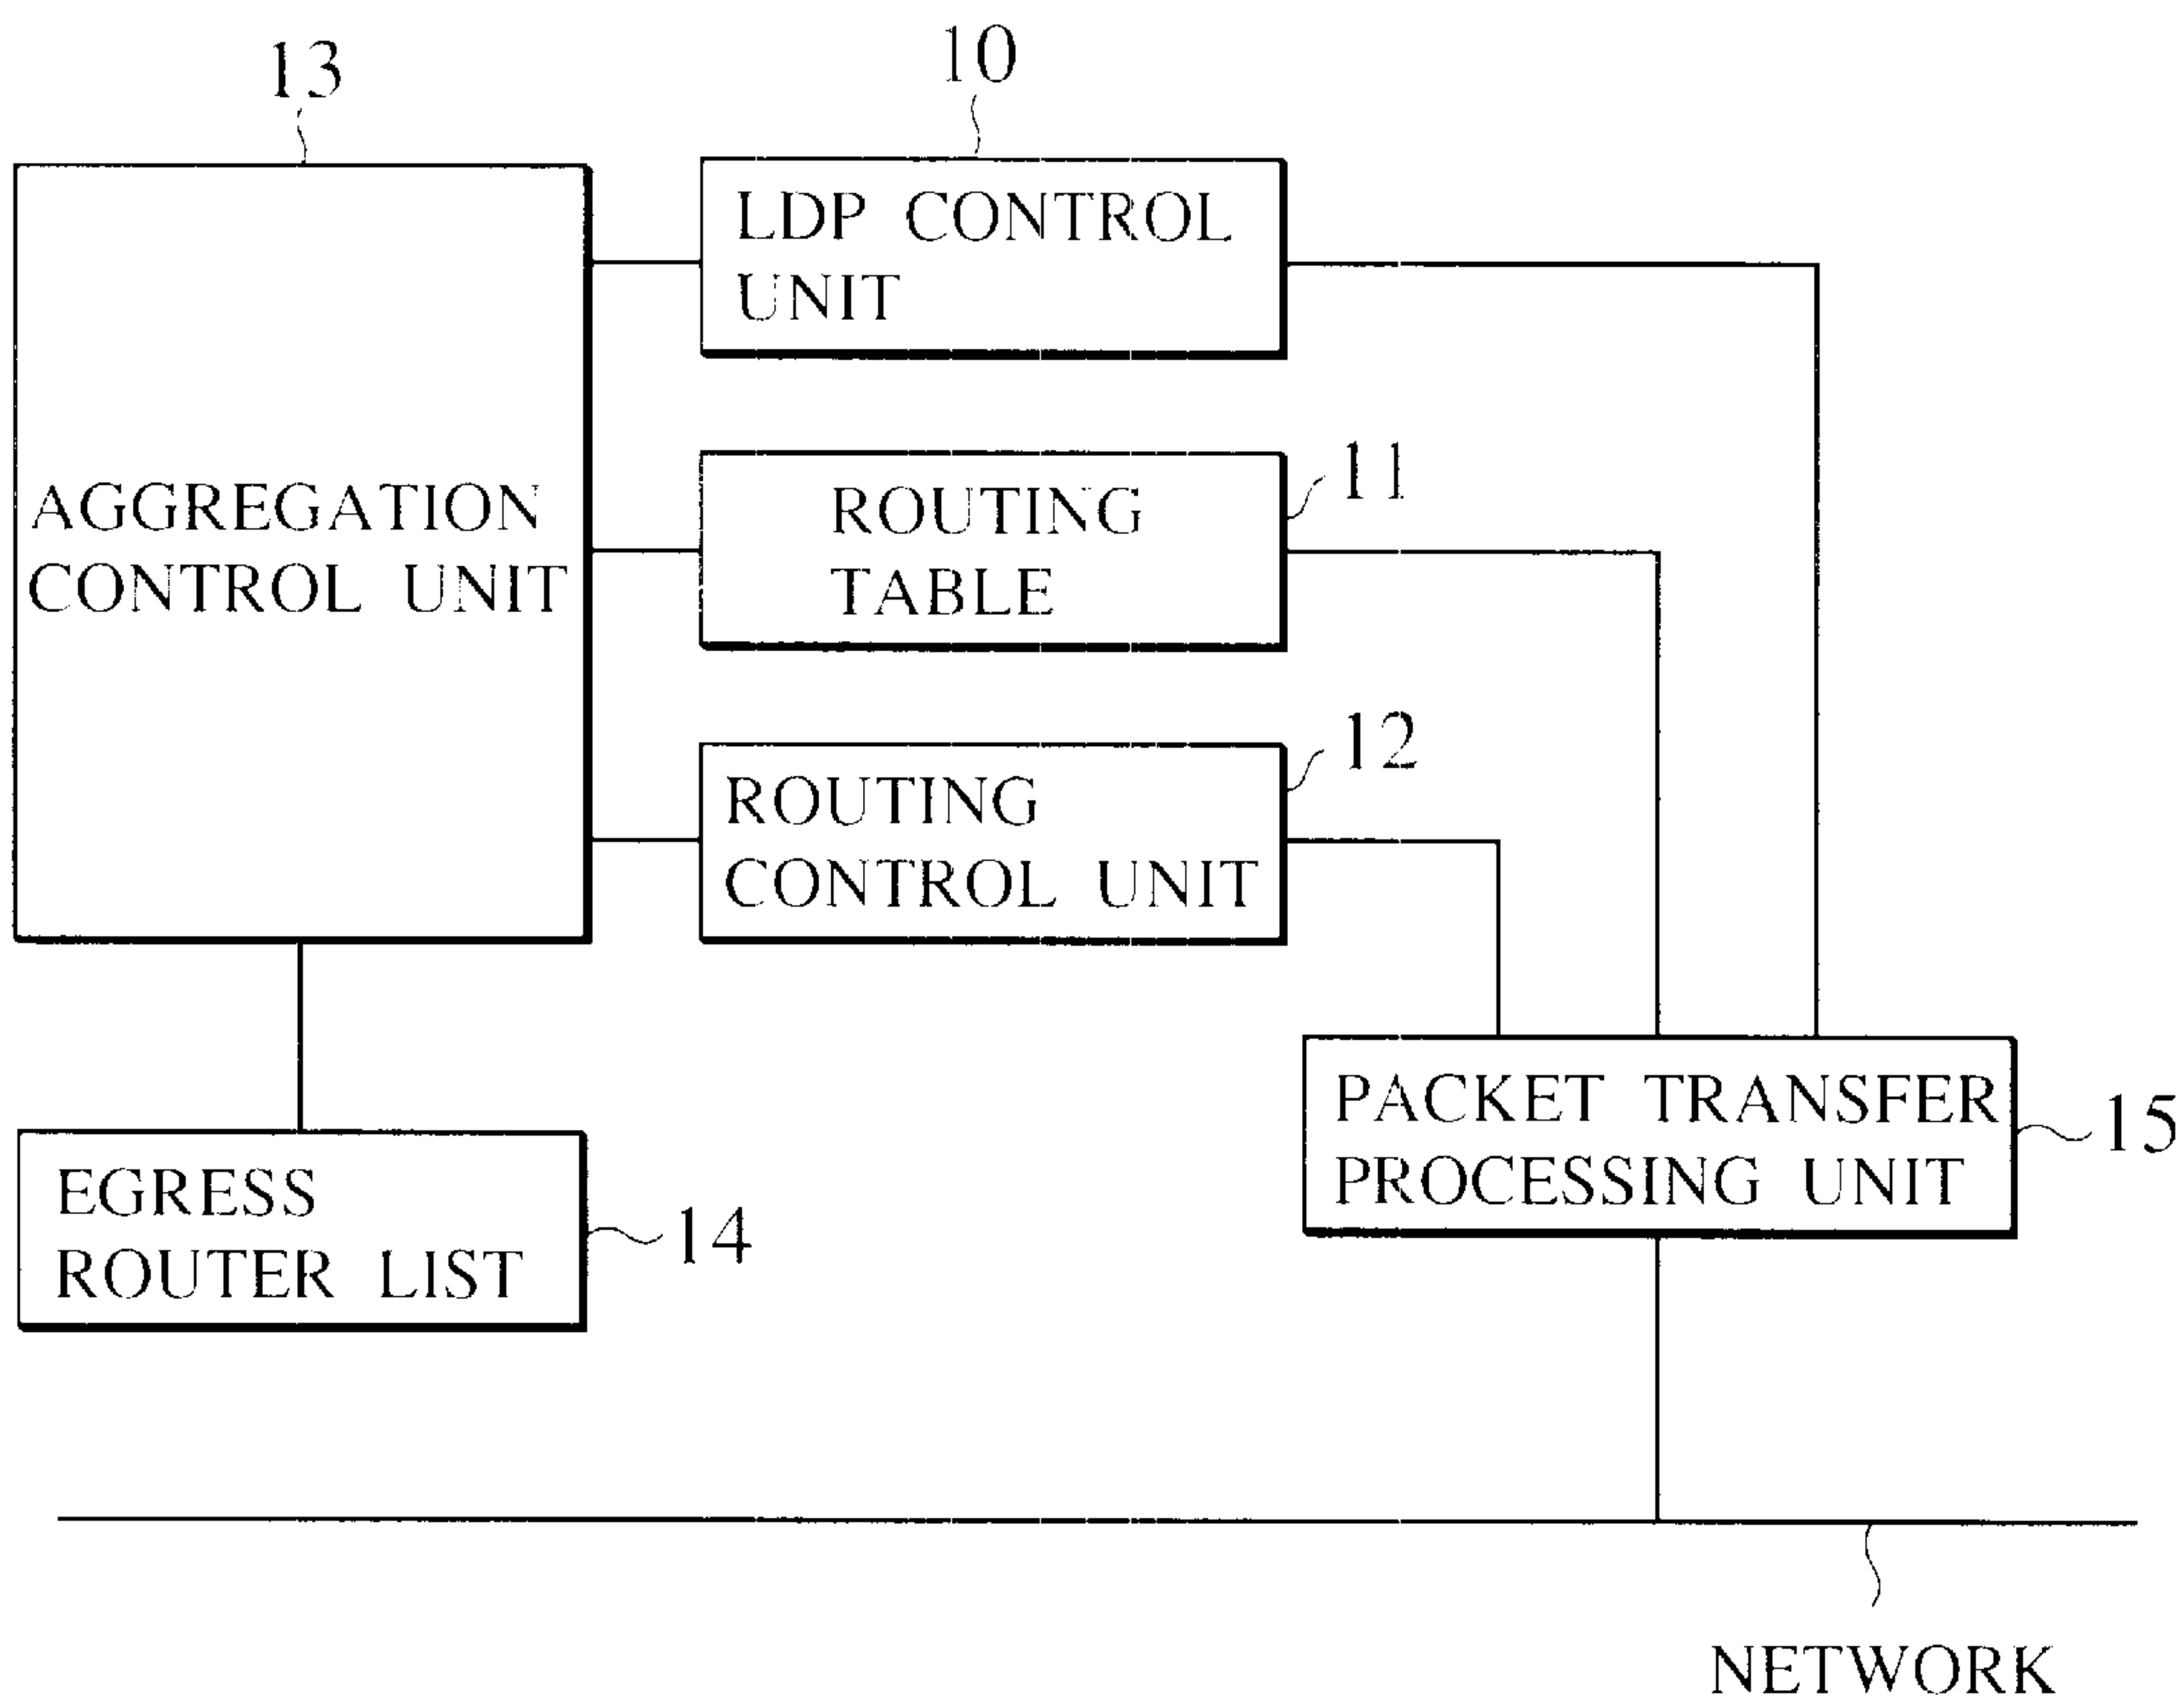 13
10
LDP CONTROL
UNIT
AGGREGATION
CONTROL UNIT
11
ROUTING
TABLE
12
ROUTING
CONTROL UNIT
PACKET TRANSFER
PROCESSING UNIT
15
EGRESS
ROUTER LIST
14
NETWORK